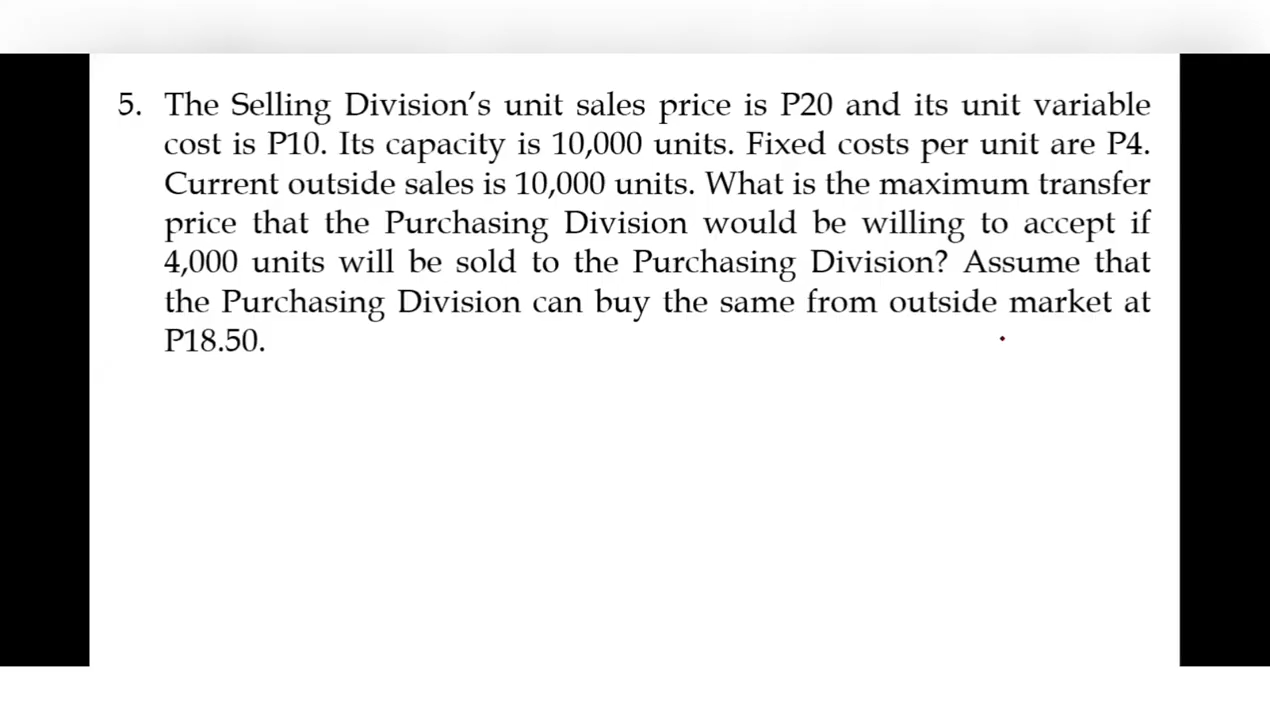 5. The Selling Division’s unit sales price is P20 and its unit variable
cost is P10. Its capacity is 10,000 units. Fixed costs per unit are P4.
Current outside sales is 10,000 units. What is the maximum transfer
price that the Purchasing Division would be willing to accept if
4,000 units will be sold to the Purchasing Division? Assume that
the Purchasing Division can buy the same from outside market at
P18.50.